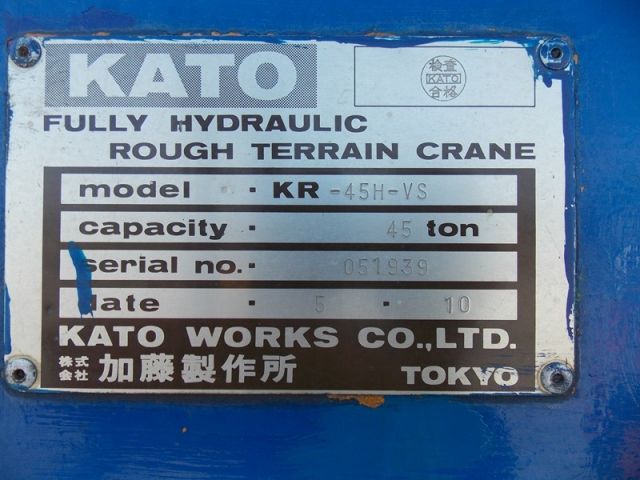 KATO
検査
KATO
合格
FULLY HYDRAULIC
ROUGH TERRAIN CRANE
model · KR -45H-VS
capacity 45 ton
serial no. · 051939
date · 5 · 10
KATO WORKS CO.,LTD.
株式会社 加藤製作所 TOKYO